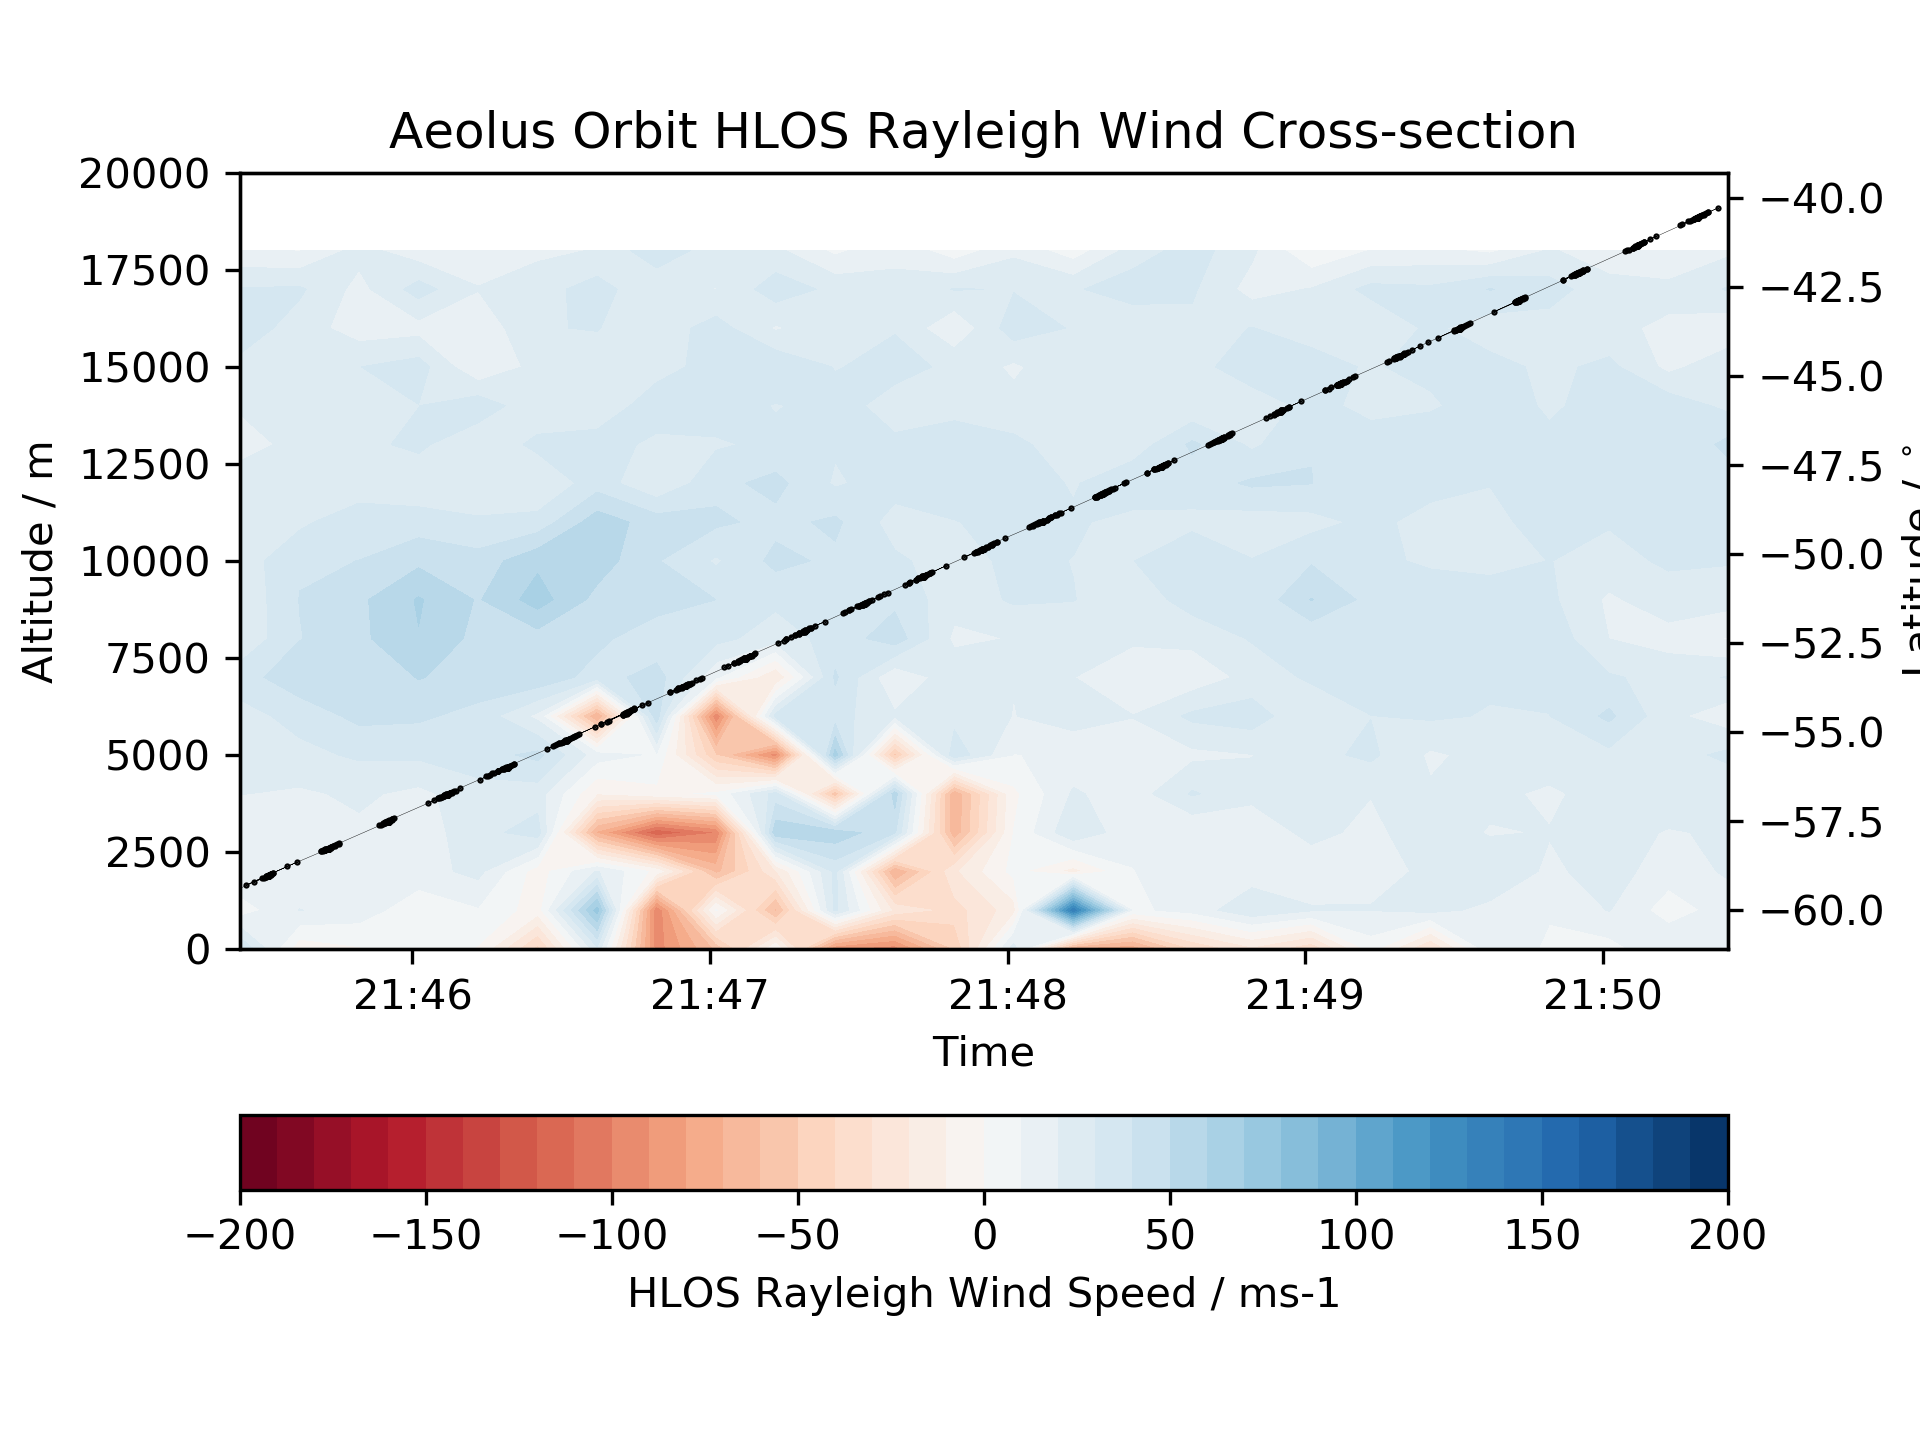 Aeolus Orbit HLOS Rayleigh Wind Cross-section
20000
17500
15000
12500
10000
7500
5000
2500
0
Altitude / m
−40.0
−42.5
−45.0
−47.5
−50.0
−52.5
−55.0
−57.5
−60.0
Latitude / °
21:46 21:47 21:48 21:49 21:50
Time
−200 −150 −100 −50 0 50 100 150 200
HLOS Rayleigh Wind Speed / ms-1